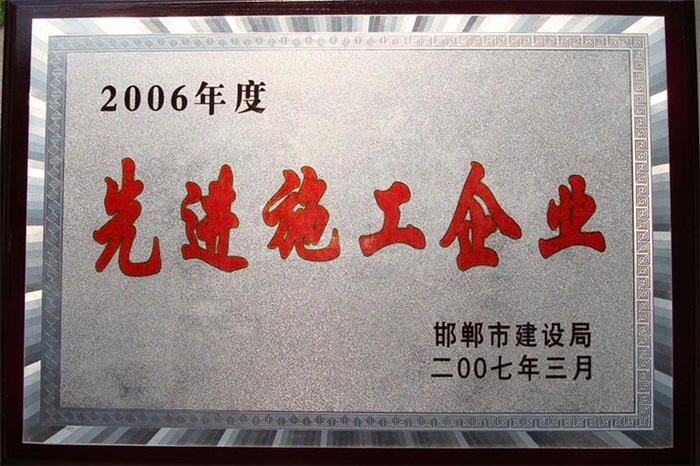 2006年度
先进施工企业
邯郸市建设局
二00七年三月